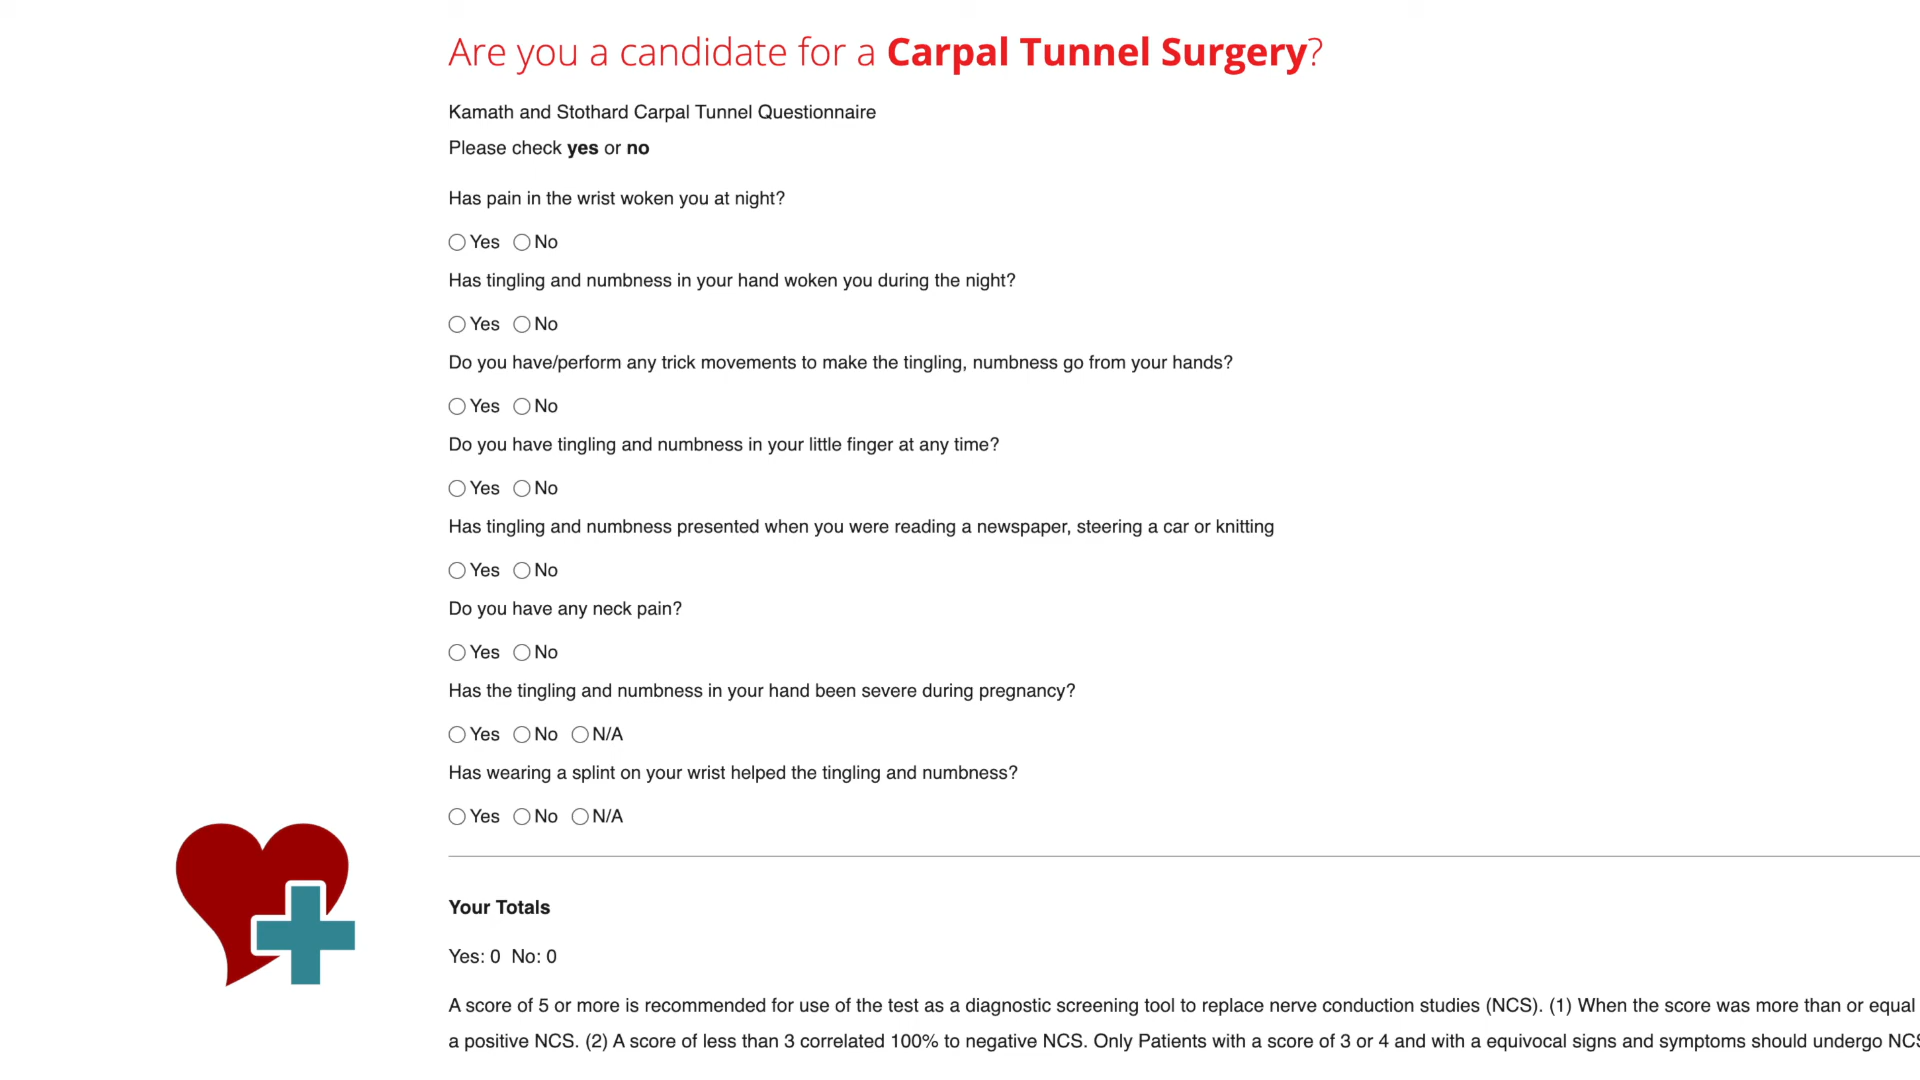 Are you a candidate for a Carpal Tunnel Surgery?
Kamath and Stothard Carpal Tunnel Questionnaire
Please check yes or no
Has pain in the wrist woken you at night?
Yes No
Has tingling and numbness in your hand woken you during the night?
Yes No
Do you have/perform any trick movements to make the tingling, numbness go from your hands?
Yes No
Do you have tingling and numbness in your little finger at any time?
Yes No
Has tingling and numbness presented when you were reading a newspaper, steering a car or knitting
Yes No
Do you have any neck pain?
Yes No
Has the tingling and numbness in your hand been severe during pregnancy?
Yes No N/A
Has wearing a splint on your wrist helped the tingling and numbness?
Yes No N/A
Your Totals
Yes: 0 No: 0
A score of 5 or more is recommended for use of the test as a diagnostic screening tool to replace nerve conduction studies (NCS). (1) When the score was more than or equal
a positive NCS. (2) A score of less than 3 correlated 100% to negative NCS. Only Patients with a score of 3 or 4 and with a equivocal signs and symptoms should undergo NCS